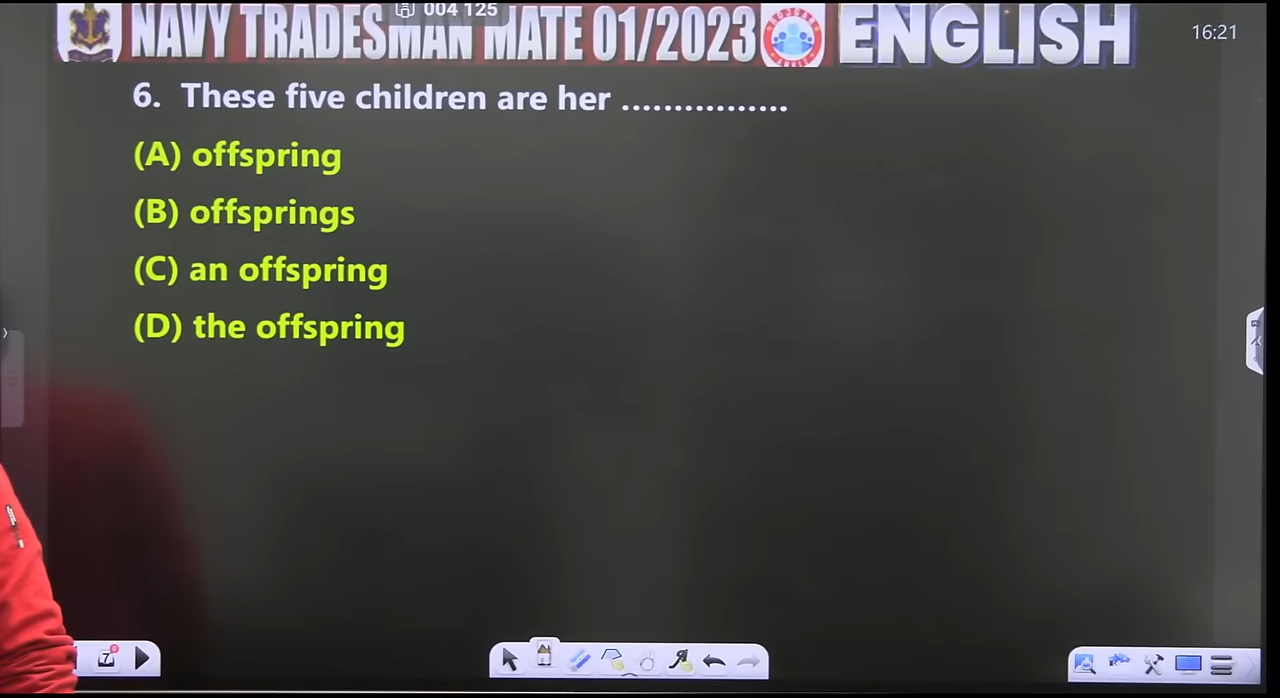 004 125
NAVY TRADESMAN MATE 01/2023 ENGLISH
16:21
6. These five children are her ................
(A) offspring
(B) offsprings
(C) an offspring
(D) the offspring
7